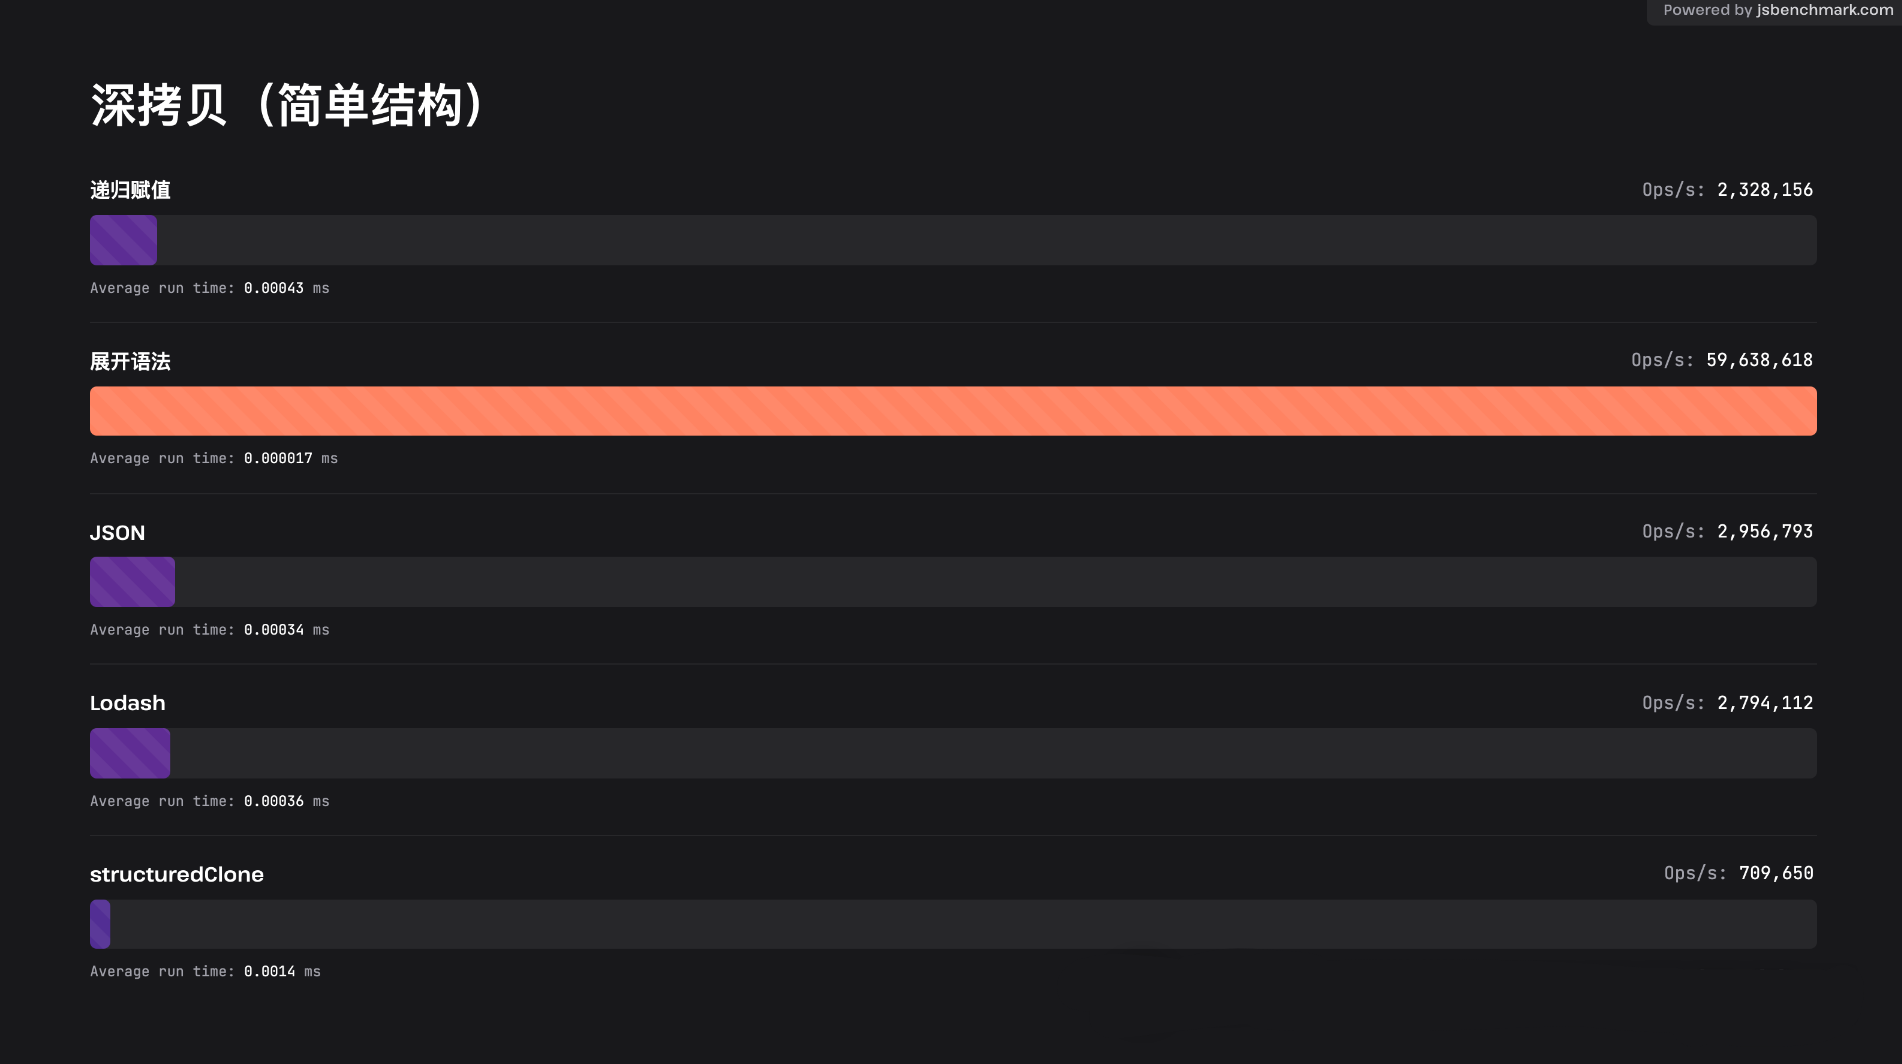 Powered by jsbenchmark.com
深拷贝（简单结构）
递归赋值
Ops/s: 2,328,156
Average run time: 0.00043 ms
展开语法
Ops/s: 59,638,618
Average run time: 0.000017 ms
JSON
Ops/s: 2,956,793
Average run time: 0.00034 ms
Lodash
Ops/s: 2,794,112
Average run time: 0.00036 ms
structuredClone
Ops/s: 709,650
Average run time: 0.0014 ms